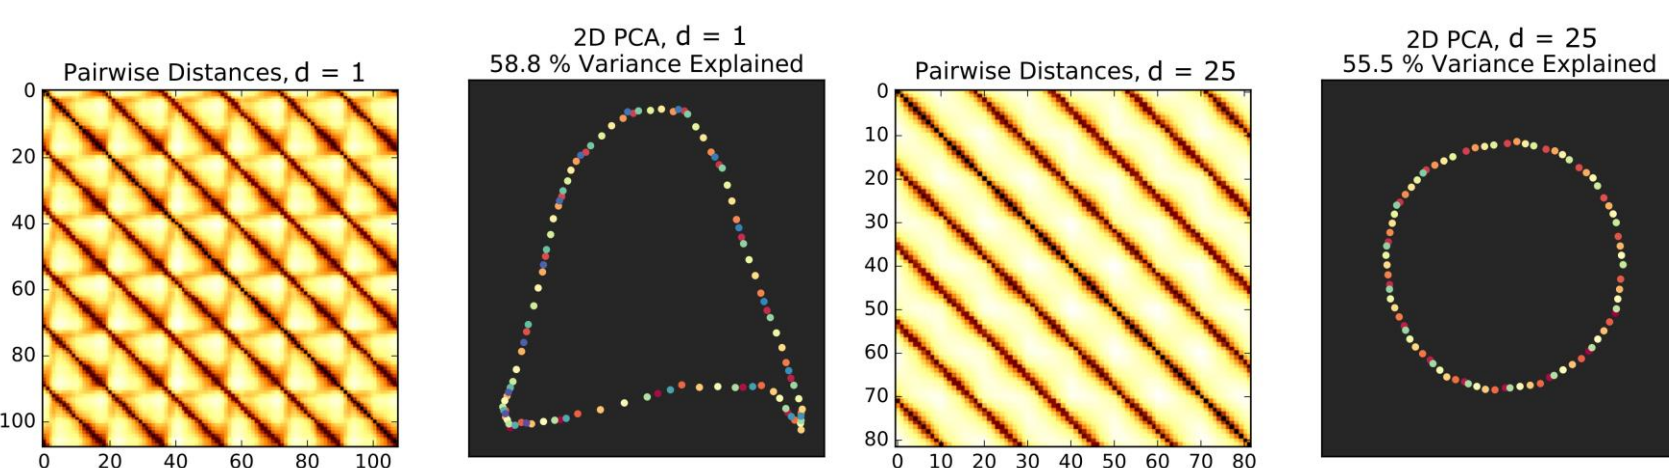 Pairwise Distances, d = 1
0
20
40
60
80
100
0 20 40 60 80 100
2D PCA, d = 1
58.8 % Variance Explained
Pairwise Distances, d = 25
0
10
20
30
40
50
60
70
80
0 10 20 30 40 50 60 70 80
2D PCA, d = 25
55.5 % Variance Explained